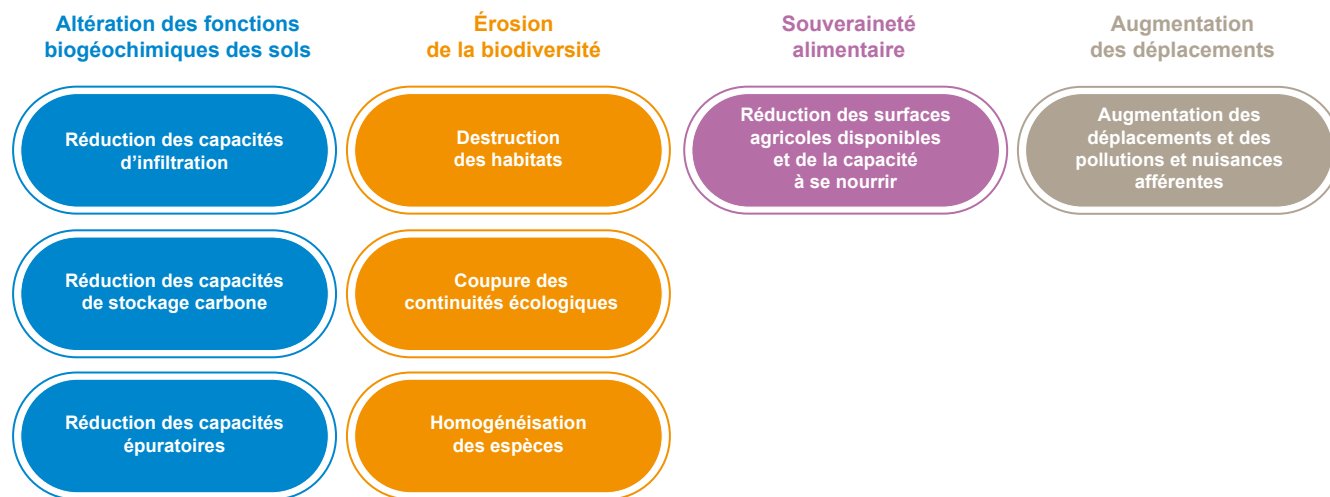 Altération des fonctions
biogéochimiques des sols
Réduction des capacités
d’infiltration
Réduction des capacités
de stockage carbone
Réduction des capacités
épuratoires
Érosion
de la biodiversité
Destruction
des habitats
Coupure des
continuités écologiques
Homogénéisation
des espèces
Souveraineté
alimentaire
Réduction des surfaces
agricoles disponibles
et de la capacité
à se nourrir
Augmentation
des déplacements
Augmentation des
déplacements et des
pollutions et nuisances
afférentes